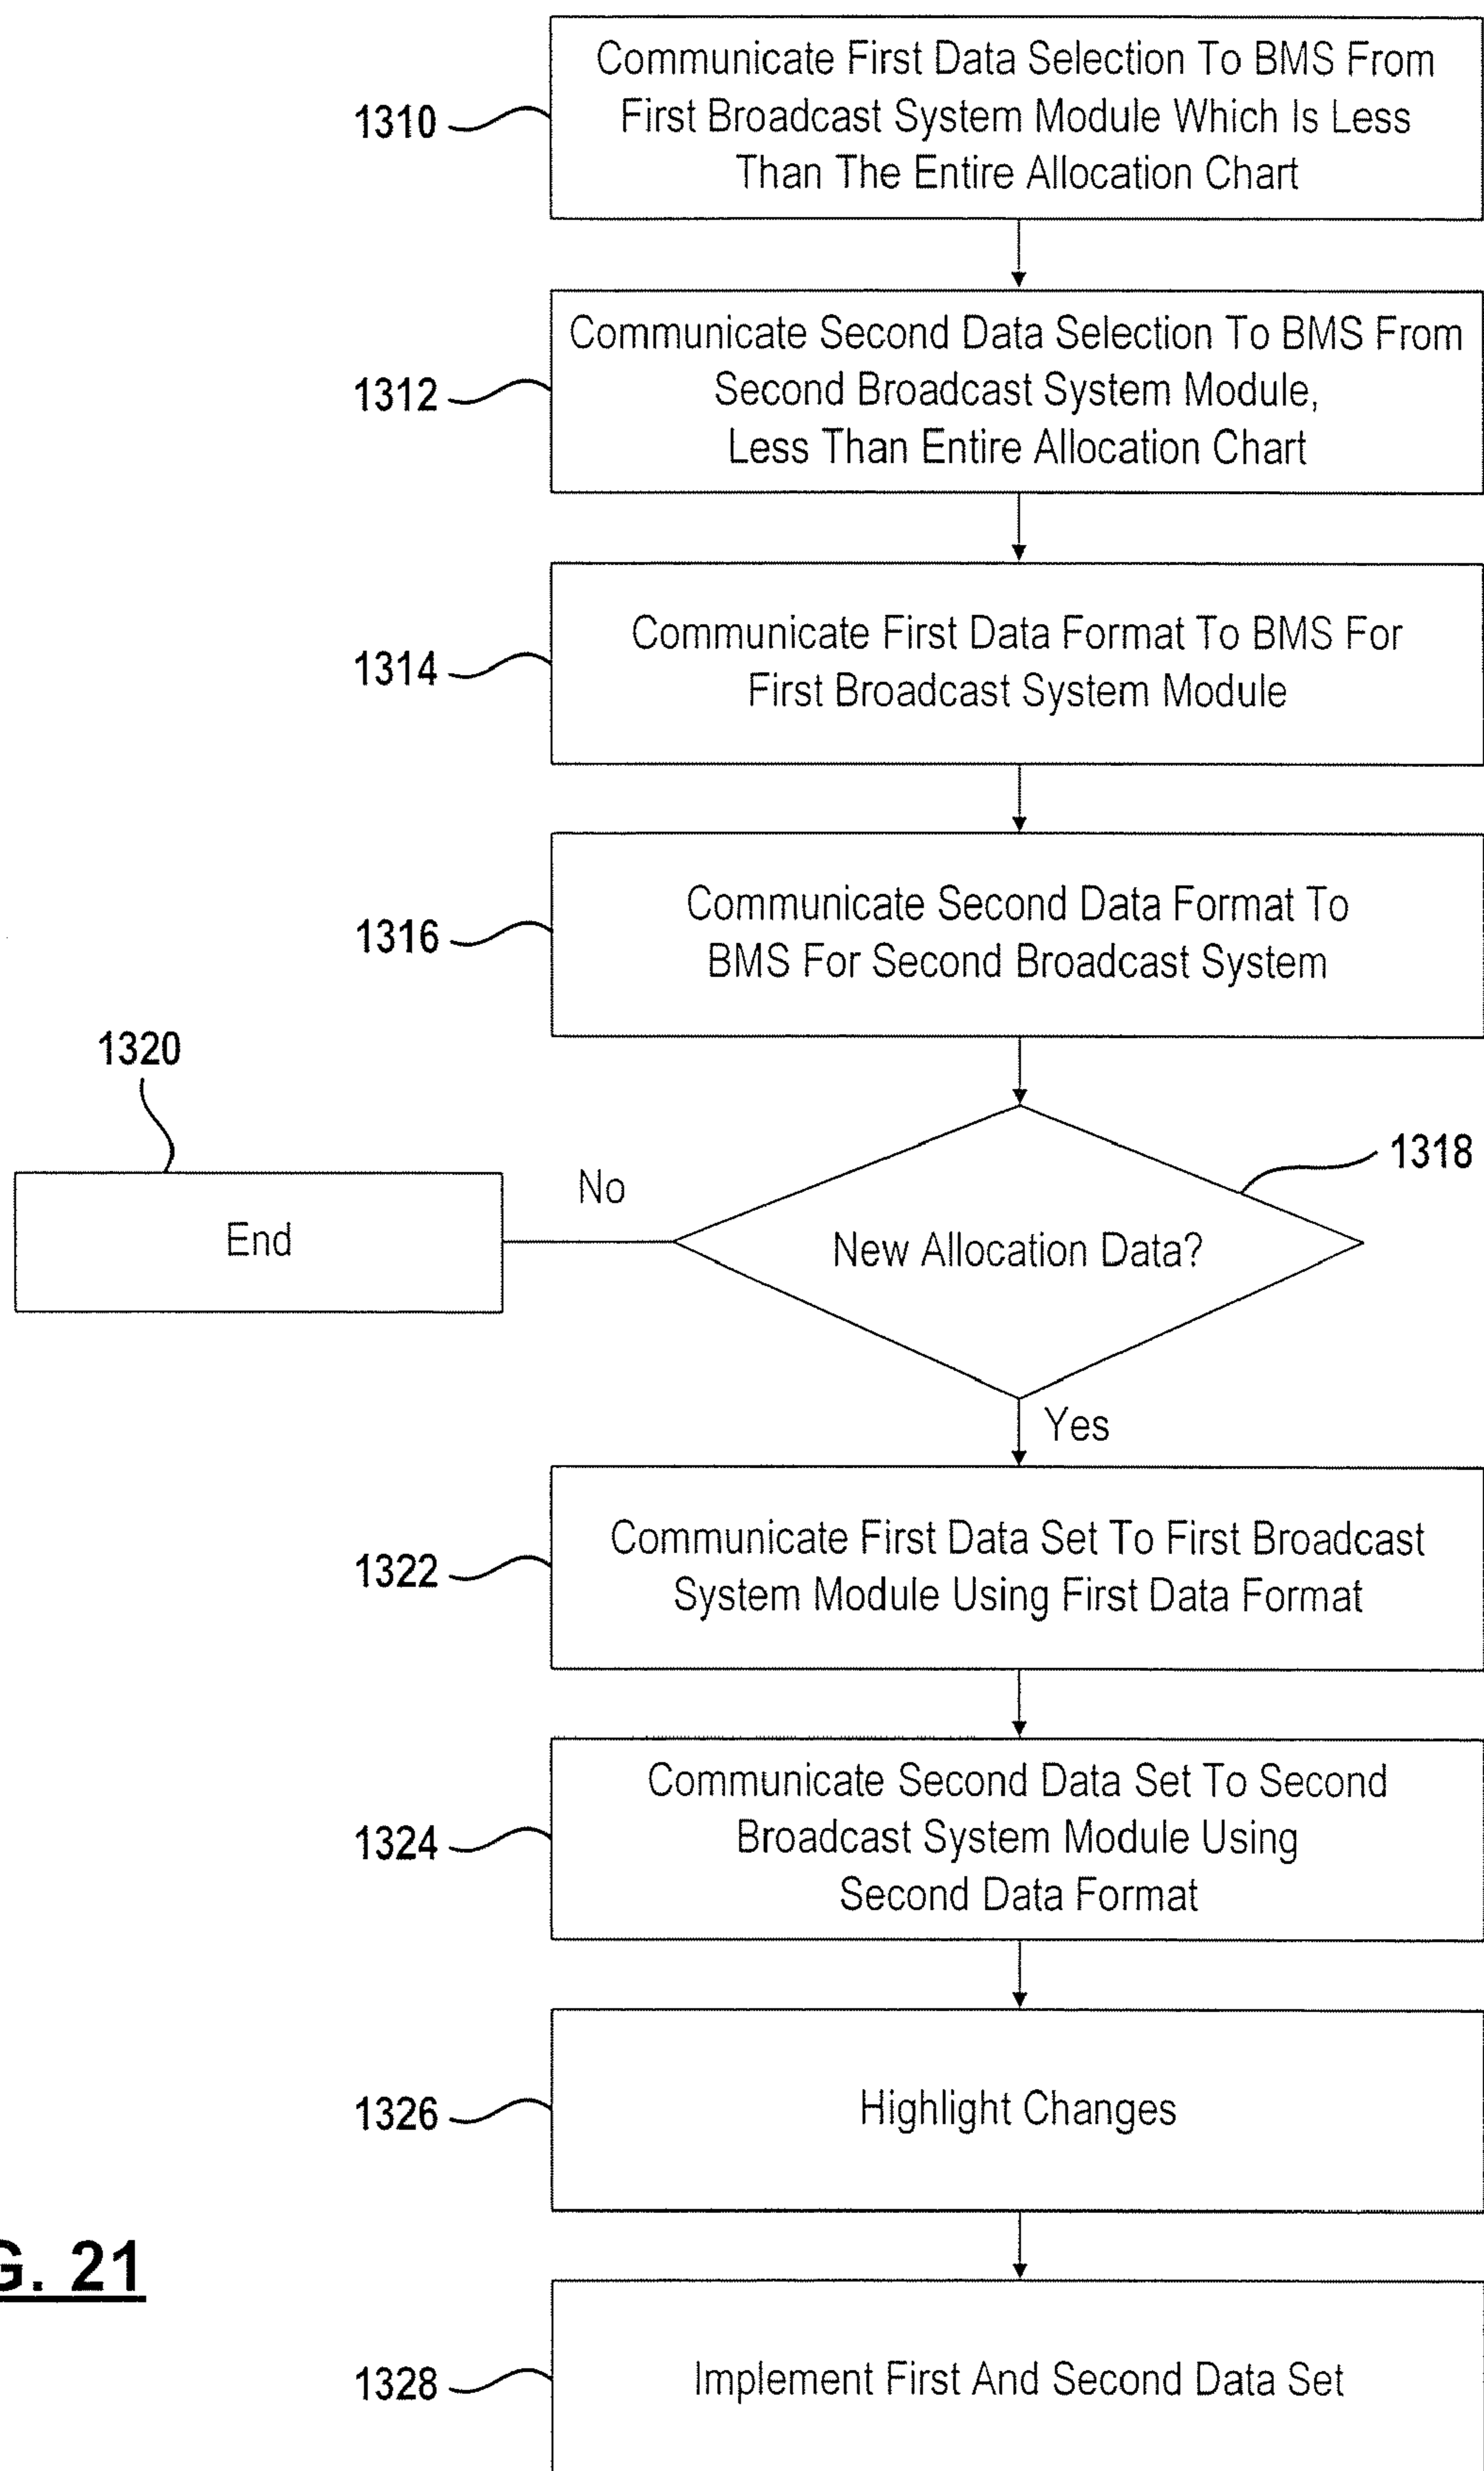 Communicate First Data Selection To BMS From
First Broadcast System Module Which Is Less
Than The Entire Allocation Chart
1310
Communicate Second Data Selection To BMS From
Second Broadcast System Module,
Less Than Entire Allocation Chart
1312
Communicate First Data Format To BMS For
First Broadcast System Module
1314
Communicate Second Data Format To
BMS For Second Broadcast System
1316
1320
1318
No
End
New Allocation Data?
Yes
Communicate First Data Set To First Broadcast
System Module Using First Data Format
1322
Communicate Second Data Set To Second
Broadcast System Module Using
Second Data Format
1324
Highlight Changes
1326
G. 21
Implement First And Second Data Set
1328